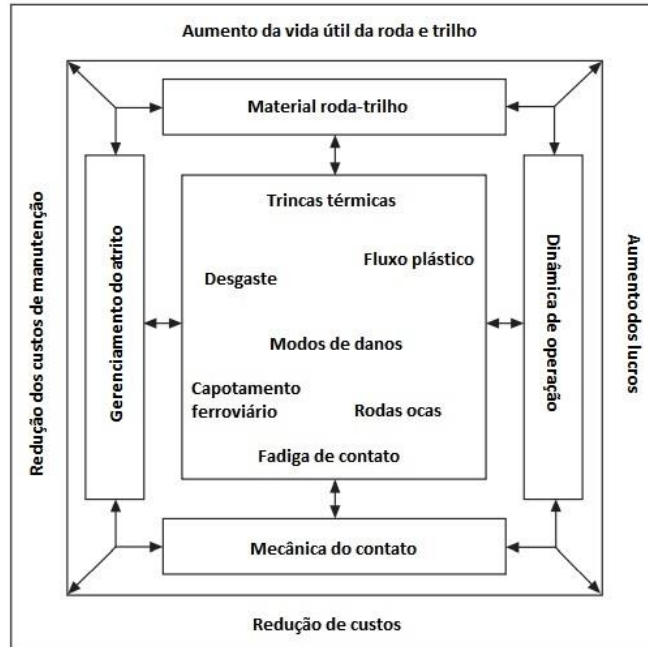 Aumento da vida útil da roda e trilho
Material roda-trilho
Redução dos custos de manutenção
Gerenciamento do atrito
Trincas térmicas
Fluxo plástico
Desgaste
Modos de danos
Capotamento
ferroviário
Rodas ocas
Fadiga de contato
Dinâmica de
operação
Aumento dos lucros
Mecânica do contato
Redução de custos